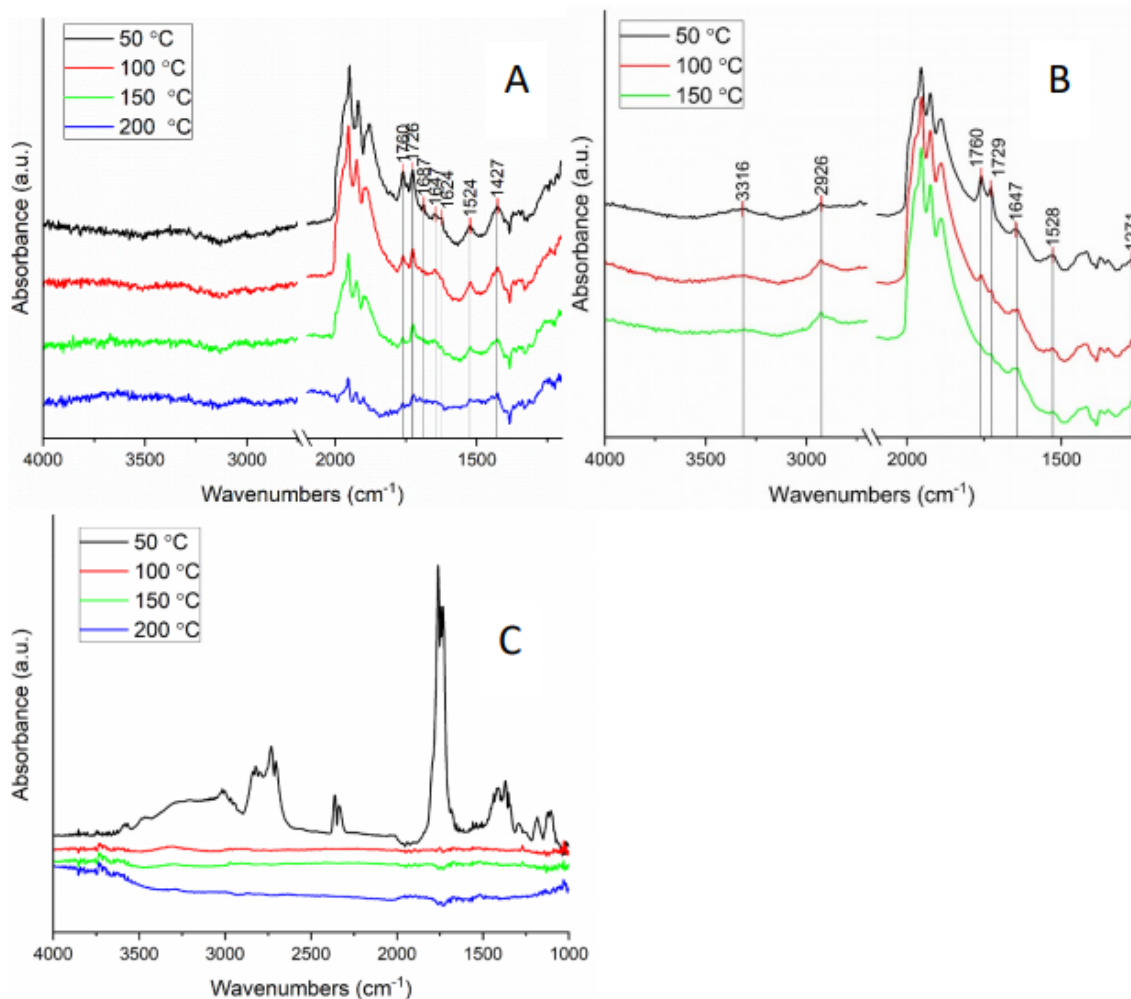 50 °C
100 °C
150 °C
200 °C
A
1760
1726
1687
1647
1624
1524
1427
Absorbance (a.u.)
4000
3500
3000
2000
1500
Wavenumbers (cm-1)
50 °C
100 °C
150 °C
B
3316
2926
1760
1729
1647
1528
1271
Absorbance (a.u.)
4000
3500
3000
2000
1500
Wavenumbers (cm-1)
50 °C
100 °C
150 °C
200 °C
C
Absorbance (a.u.)
4000
3500
3000
2500
2000
1500
1000
Wavenumbers (cm-1)